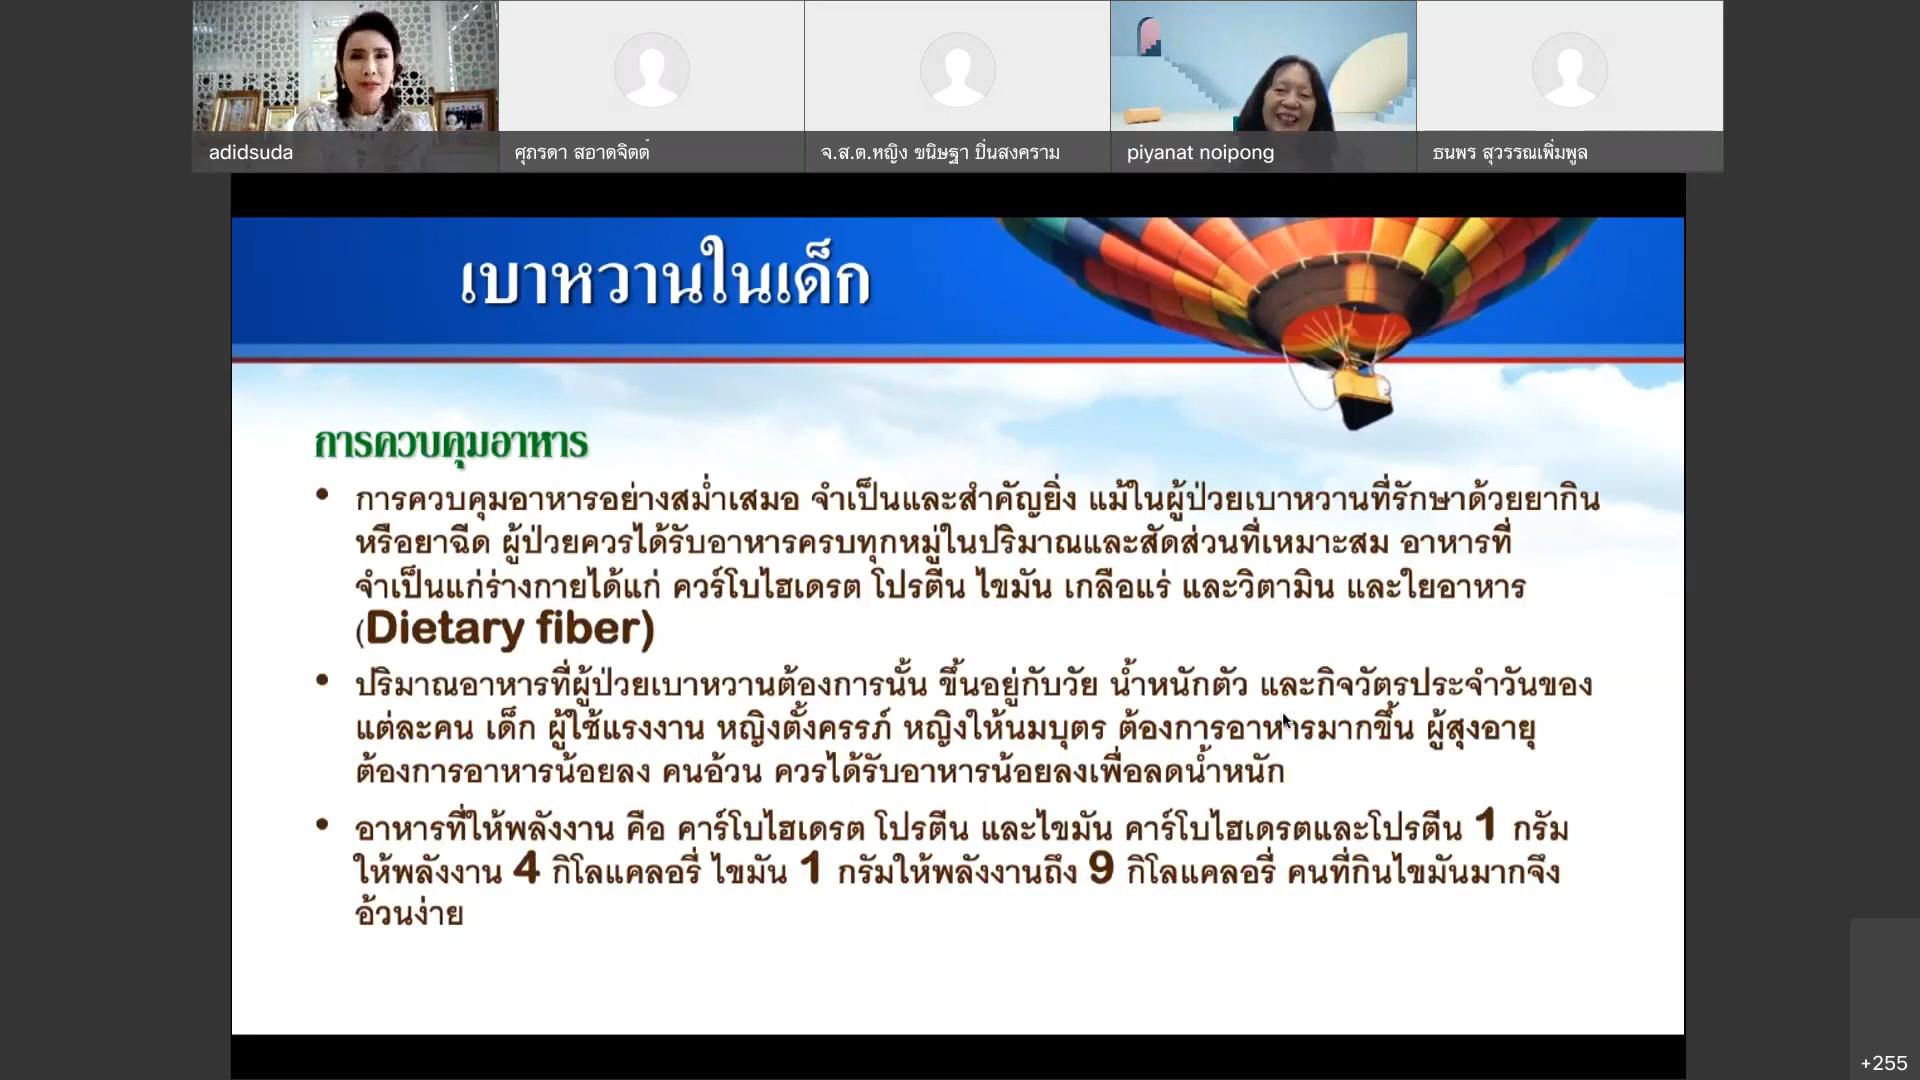 adidsuda
ศุภรดา สอาดจิตต์
จ.ส.ต.หญิง ขนิษฐา ปิ่นสงคราม
piyanat noipong
ธนพร สุวรรณเพิ่มพูล
เบาหวานในเด็ก
การควบคุมอาหาร
• การควบคุมอาหารอย่างสม่ำเสมอ จำเป็นและสำคัญยิ่ง แม้ในผู้ป่วยเบาหวานที่รักษาด้วยยากิน
หรือยาฉีด ผู้ป่วยควรได้รับอาหารครบทุกหมู่ในปริมาณและสัดส่วนที่เหมาะสม อาหารที่
จำเป็นแก่ร่างกายได้แก่ ควร์โบไฮเดรต โปรตีน ไขมัน เกลือแร่ และวิตามิน และใยอาหาร
(Dietary fiber)
• ปริมาณอาหารที่ผู้ป่วยเบาหวานต้องการนั้น ขึ้นอยู่กับวัย น้ำหนักตัว และกิจวัตรประจำวันของ
แต่ละคน เด็ก ผู้ใช้แรงงาน หญิงตั้งครรภ์ หญิงให้นมบุตร ต้องการอาหารมากขึ้น ผู้สูงอายุ
ต้องการอาหารน้อยลง คนอ้วน ควรได้รับอาหารน้อยลงเพื่อลดน้ำหนัก
• อาหารที่ให้พลังงาน คือ คาร์โบไฮเดรต โปรตีน และไขมัน คาร์โบไฮเดรตและโปรตีน 1 กรัม
ให้พลังงาน 4 กิโลแคลอรี่ ไขมัน 1 กรัมให้พลังงานถึง 9 กิโลแคลอรี่ คนที่กินไขมันมากจึง
อ้วนง่าย
+255